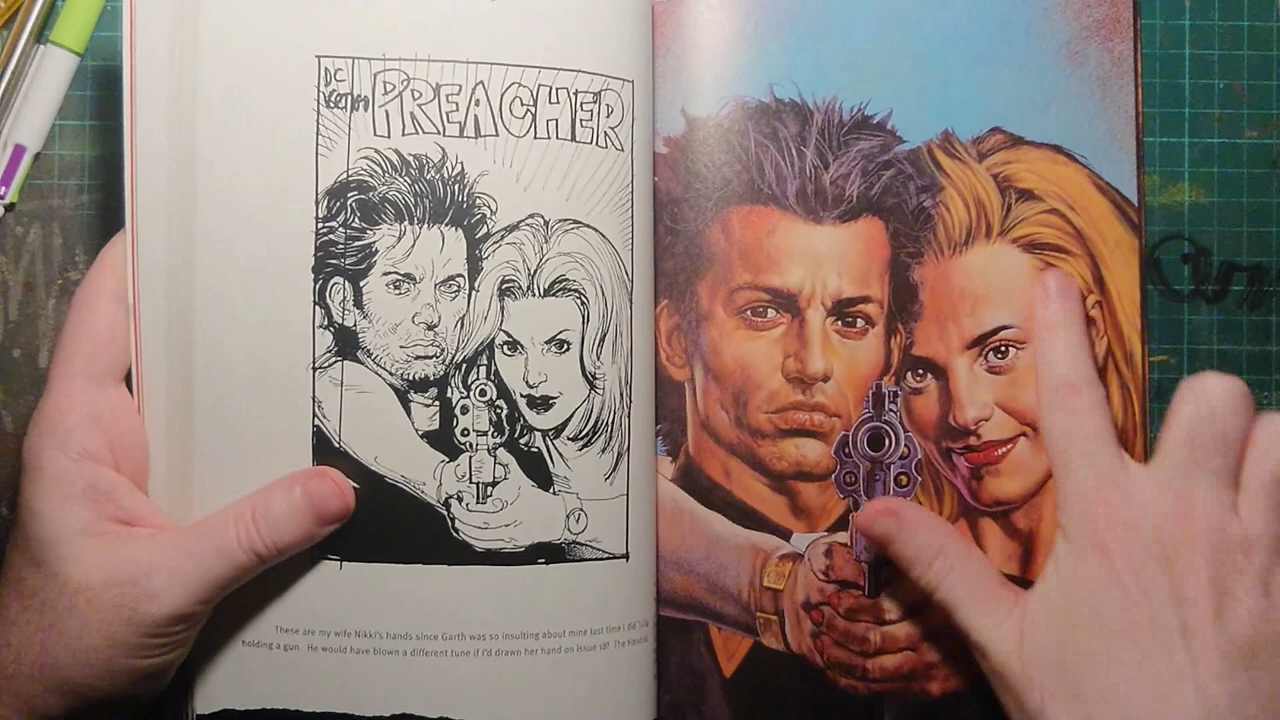 DC
PREACHER
These are my wife Nikki's hands since Garth was so insulting about mine last time I did Tulip
holding a gun. He would have blown a different tune if I'd drawn her hand on issue 18! The Handral